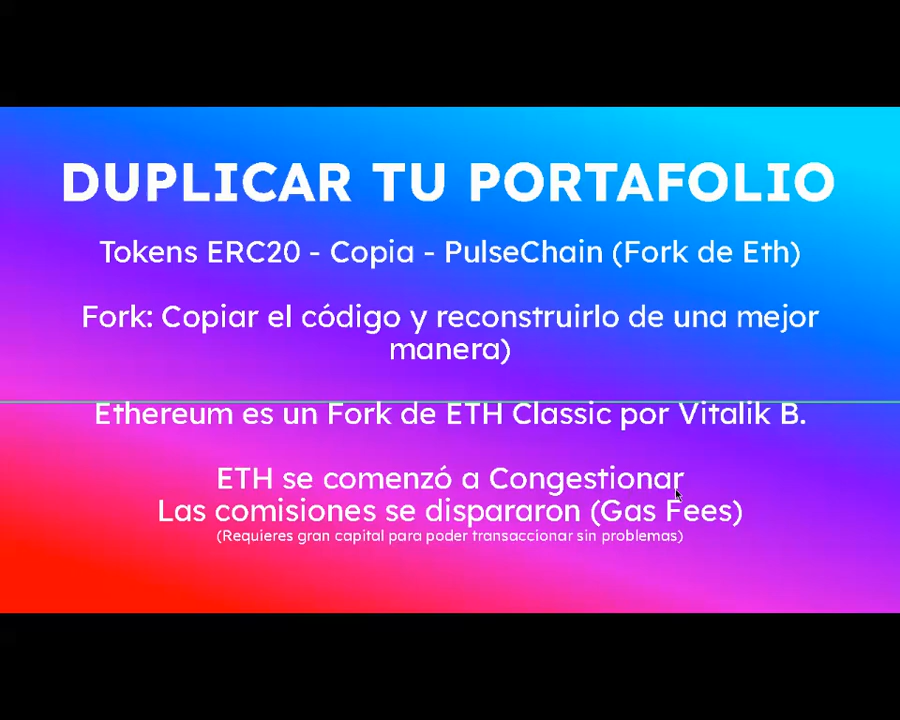 DUPLICAR TU PORTAFOLIO
Tokens ERC20 - Copia - PulseChain (Fork de Eth)
Fork: Copiar el código y reconstruirlo de una mejor
manera)
Ethereum es un Fork de ETH Classic por Vitalik B.
ETH se comenzó a Congestionar
Las comisiones se dispararon (Gas Fees)
(Requieres gran capital para poder transaccionar sin problemas)